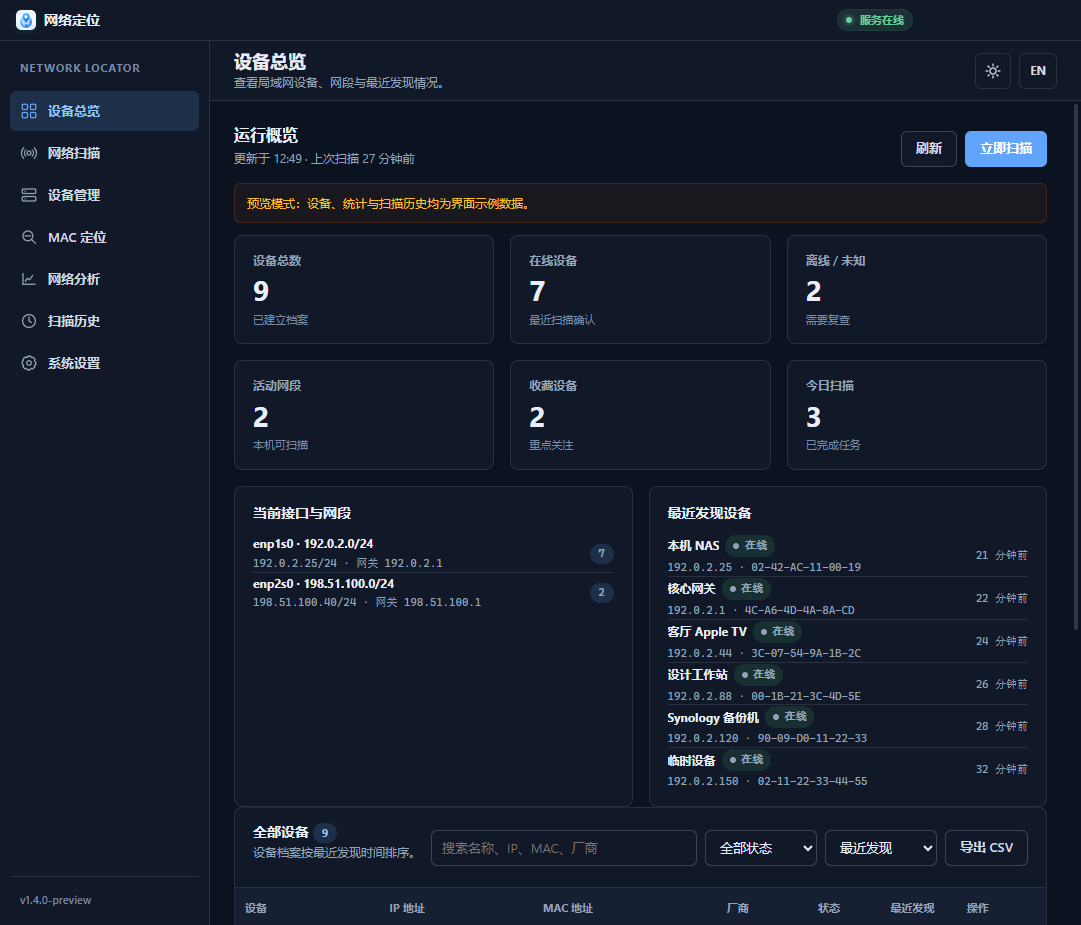 网络定位
服务在线
NETWORK LOCATOR
设备总览
网络扫描
设备管理
MAC 定位
网络分析
扫描历史
系统设置
v1.4.0-preview
设备总览
查看局域网设备、网段与最近发现情况。
EN
运行概览
更新于 12:49 · 上次扫描 27 分钟前
刷新
立即扫描
预览模式：设备、统计与扫描历史均为界面示例数据。
设备总数
9
已建立档案
在线设备
7
最近扫描确认
离线 / 未知
2
需要复查
活动网段
2
本机可扫描
收藏设备
2
重点关注
今日扫描
3
已完成任务
当前接口与网段
enp1s0 · 192.0.2.0/24
192.0.2.25/24 · 网关 192.0.2.1
7
enp2s0 · 198.51.100.0/24
198.51.100.40/24 · 网关 198.51.100.1
2
最近发现设备
本机 NAS 在线
192.0.2.25 · 02-42-AC-11-00-19
21 分钟前
核心网关 在线
192.0.2.1 · 4C-A6-4D-4A-8A-CD
22 分钟前
客厅 Apple TV 在线
192.0.2.44 · 3C-07-54-9A-1B-2C
24 分钟前
设计工作站 在线
192.0.2.88 · 00-1B-21-3C-4D-5E
26 分钟前
Synology 备份机 在线
192.0.2.120 · 90-09-D0-11-22-33
28 分钟前
临时设备 在线
192.0.2.150 · 02-11-22-33-44-55
32 分钟前
全部设备 9
设备档案按最近发现时间排序。
搜索名称、IP、MAC、厂商
全部状态
最近发现
导出 CSV
设备 IP 地址 MAC 地址 厂商 状态 最近发现 操作